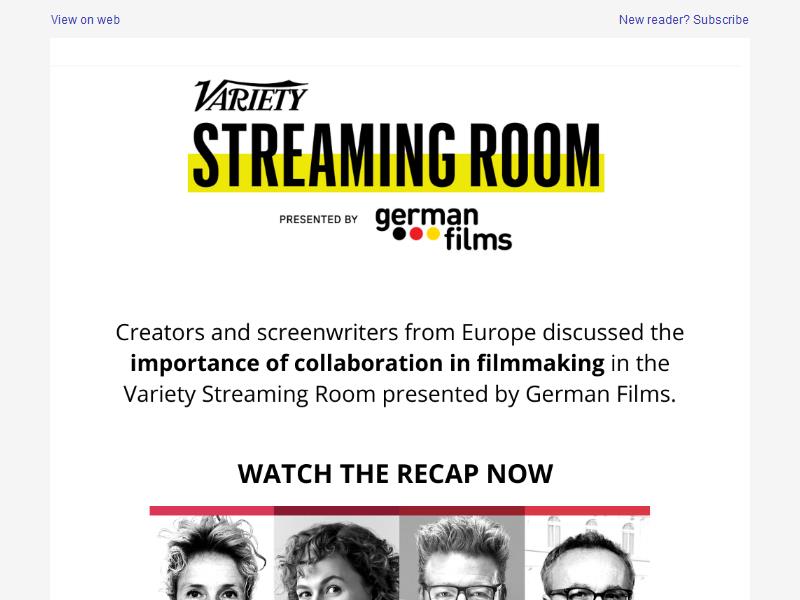 View on web
New reader? Subscribe
VARIETY
STREAMING ROOM
PRESENTED BY german films
Creators and screenwriters from Europe discussed the
importance of collaboration in filmmaking in the
Variety Streaming Room presented by German Films.
WATCH THE RECAP NOW